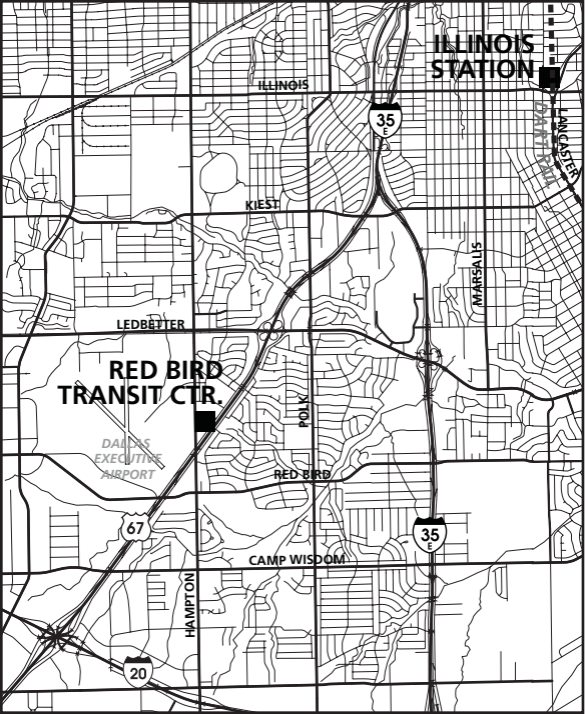 ILLINOIS
STATION
ILLINOIS
35
E
LANCASTER
DART RAIL
KIEST
MARSALIS
LEDBETTER
RED BIRD
TRANSIT CTR.
POLK
DALLAS
EXECUTIVE
AIRPORT
RED BIRD
67
35
E
CAMP WISDOM
HAMPTON
20